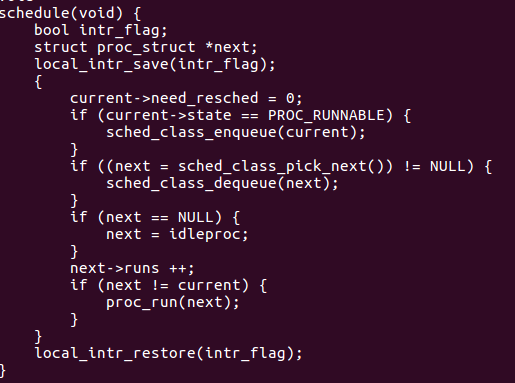 schedule(void) {
    bool intr_flag;
    struct proc_struct *next;
    local_intr_save(intr_flag);
    {
        current->need_resched = 0;
        if (current->state == PROC_RUNNABLE) {
            sched_class_enqueue(current);
        }
        if ((next = sched_class_pick_next()) != NULL) {
            sched_class_dequeue(next);
        }
        if (next == NULL) {
            next = idleproc;
        }
        next->runs ++;
        if (next != current) {
            proc_run(next);
        }
    }
    local_intr_restore(intr_flag);
}